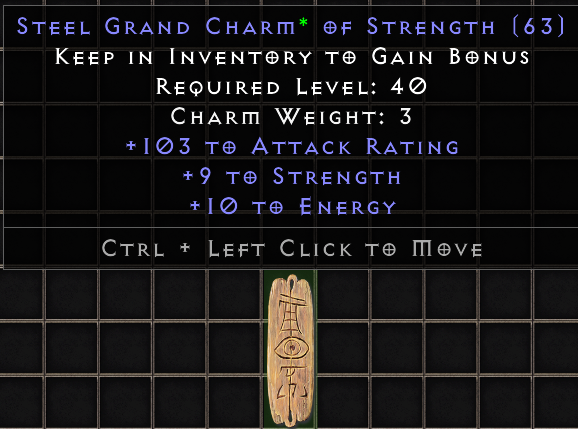 Steel Grand Charm* of Strength (63)
Keep in Inventory to Gain Bonus
Required Level: 40
Charm Weight: 3
+103 to Attack Rating
+9 to Strength
+10 to Energy
Ctrl + Left Click to Move